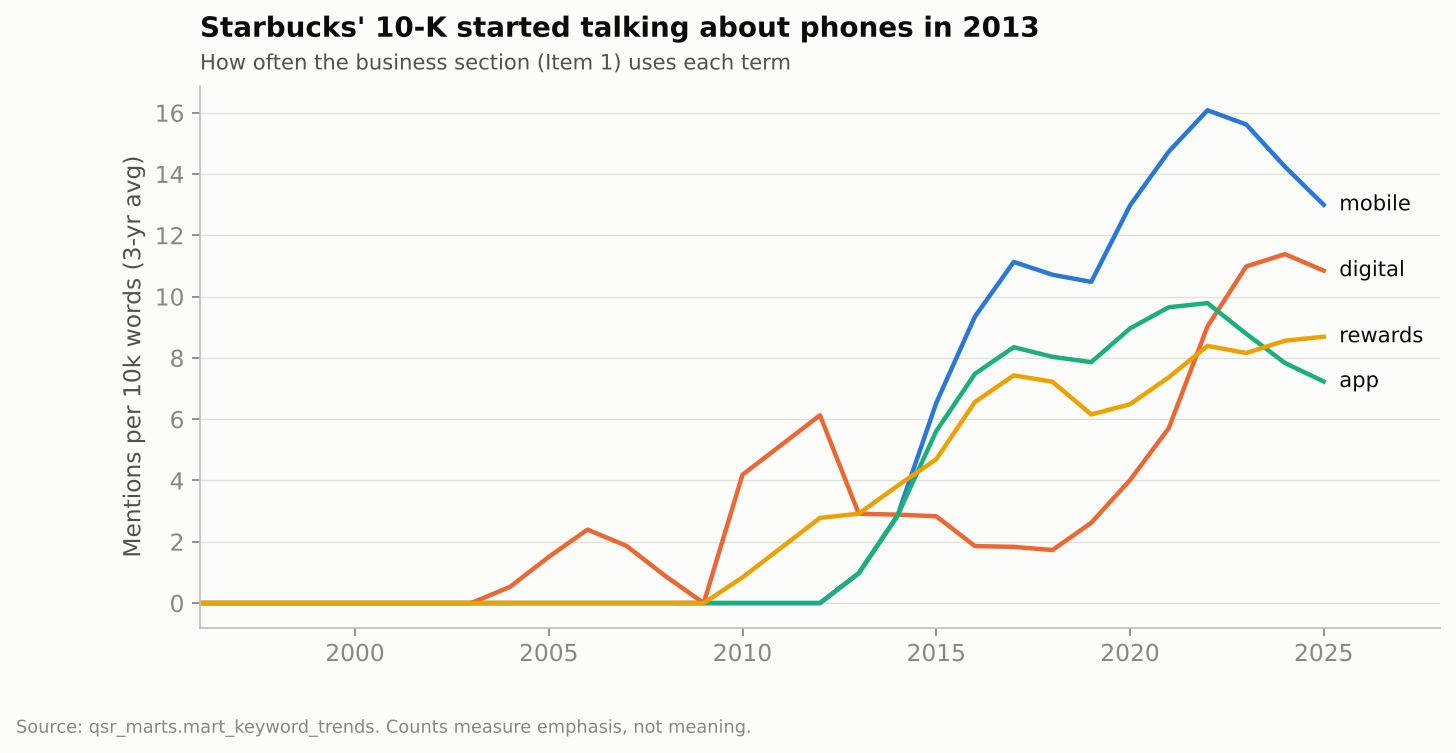 Starbucks' 10-K started talking about phones in 2013
How often the business section (Item 1) uses each term
Mentions per 10k words (3-yr avg)
16
14
12
10
8
6
4
2
0
mobile
digital
rewards
app
2000
2005
2010
2015
2020
2025
Source: qsr_marts.mart_keyword_trends. Counts measure emphasis, not meaning.